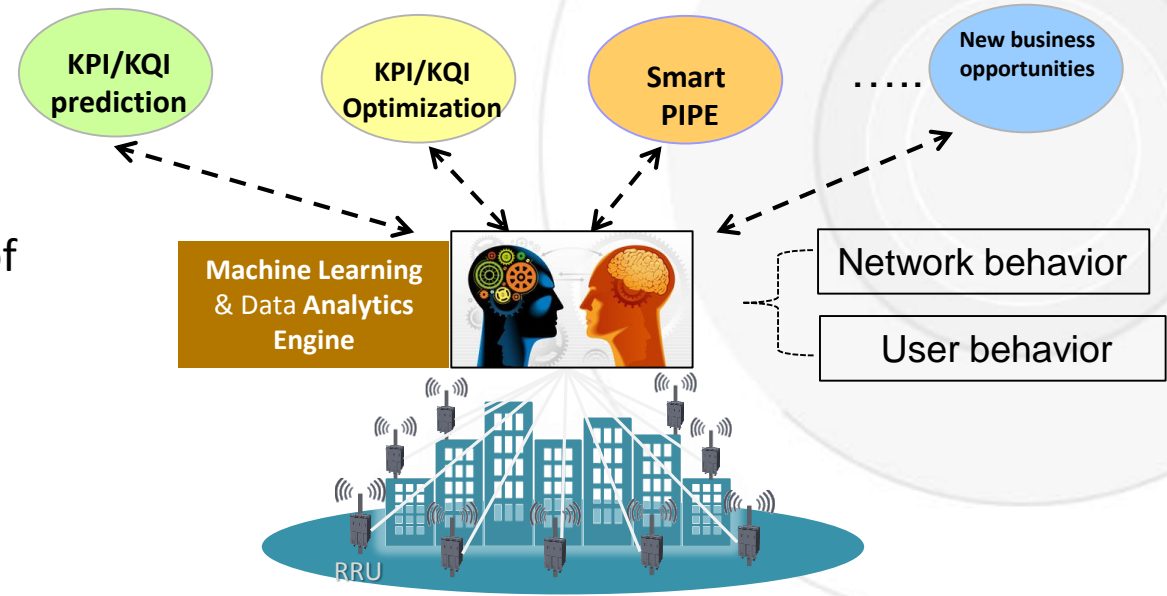 KPI/KQI
prediction
KPI/KQI
Optimization
Smart
PIPE
.....
New business
opportunities
of
Machine Learning
& Data Analytics
Engine
Network behavior
User behavior
RRU